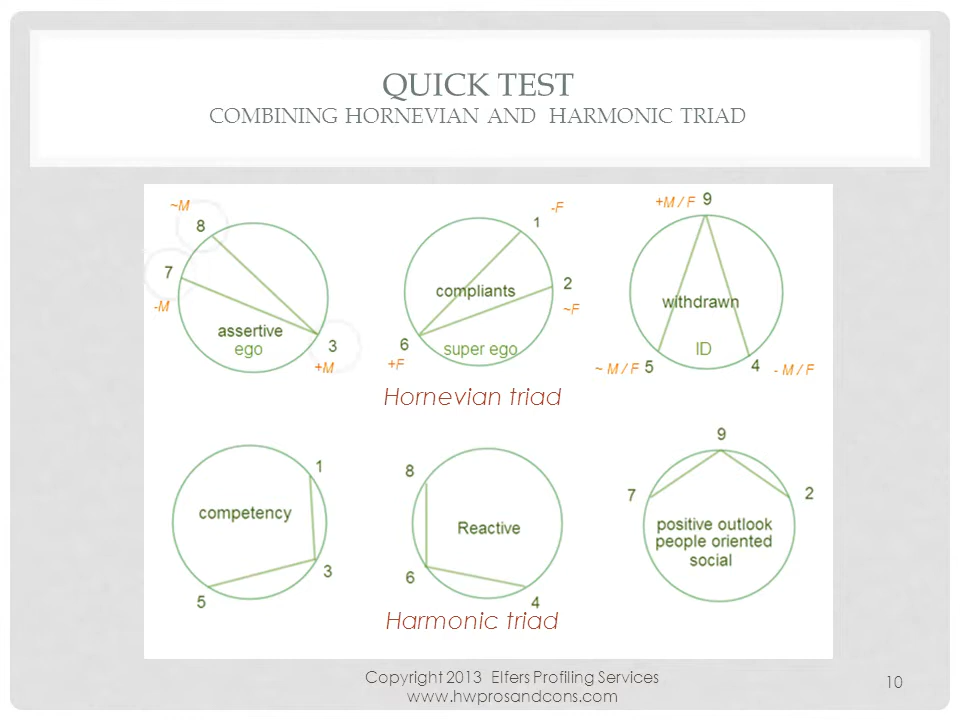 QUICK TEST
COMBINING HORNEVIAN AND HARMONIC TRIAD
~M
8
7
-M
assertive
ego
3
+M
-F
1
compliants
2
~F
6
+F
super ego
+M / F 9
withdrawn
~ M / F 5
ID
4 - M / F
Hornevian triad
1
competency
3
5
8
Reactive
6
4
9
7
2
positive outlook
people oriented
social
Harmonic triad
Copyright 2013 Elfers Profiling Services
www.hwprosandcons.com
10